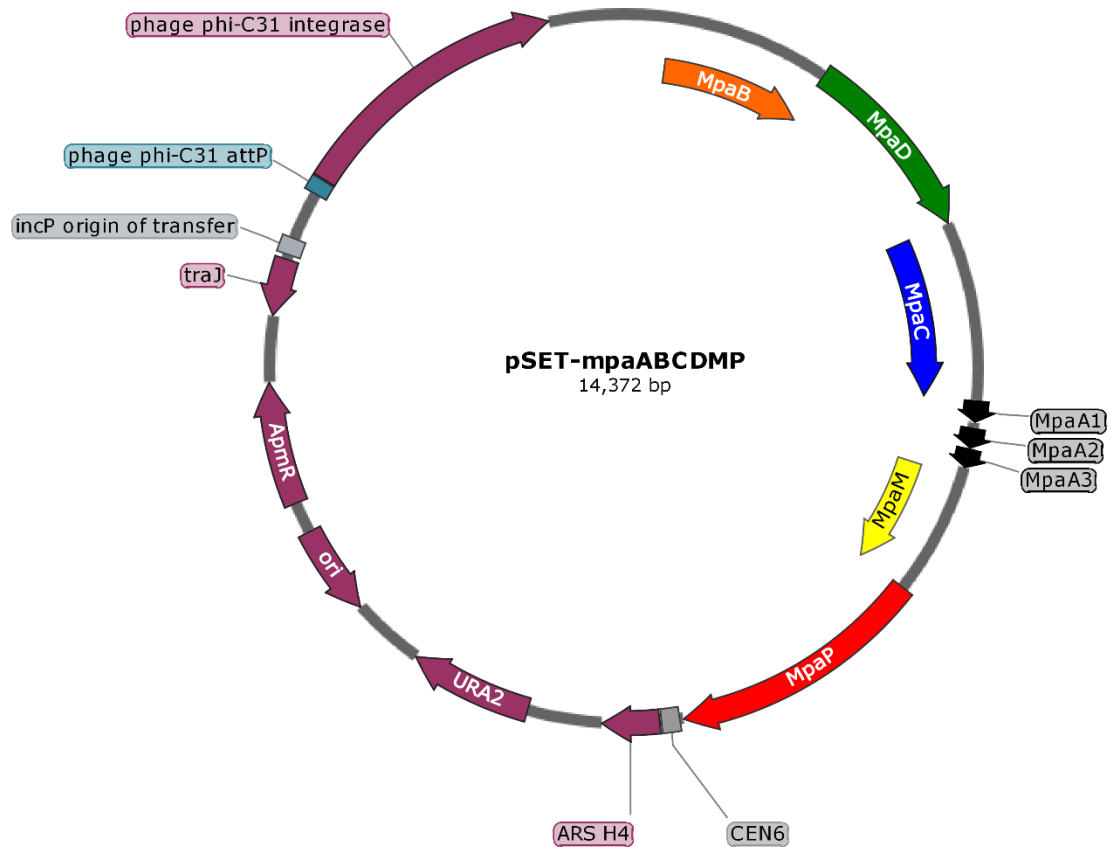 phage phi-C31 integrase
MpaB
MpaD
phage phi-C31 attP
incP origin of transfer
traJ
MpaC
pSET-mpaABCDMP
14,372 bp
MpaA1
MpaA2
MpaA3
ApmR
MpaM
ori
MpaP
URA2
ARS H4
CEN6